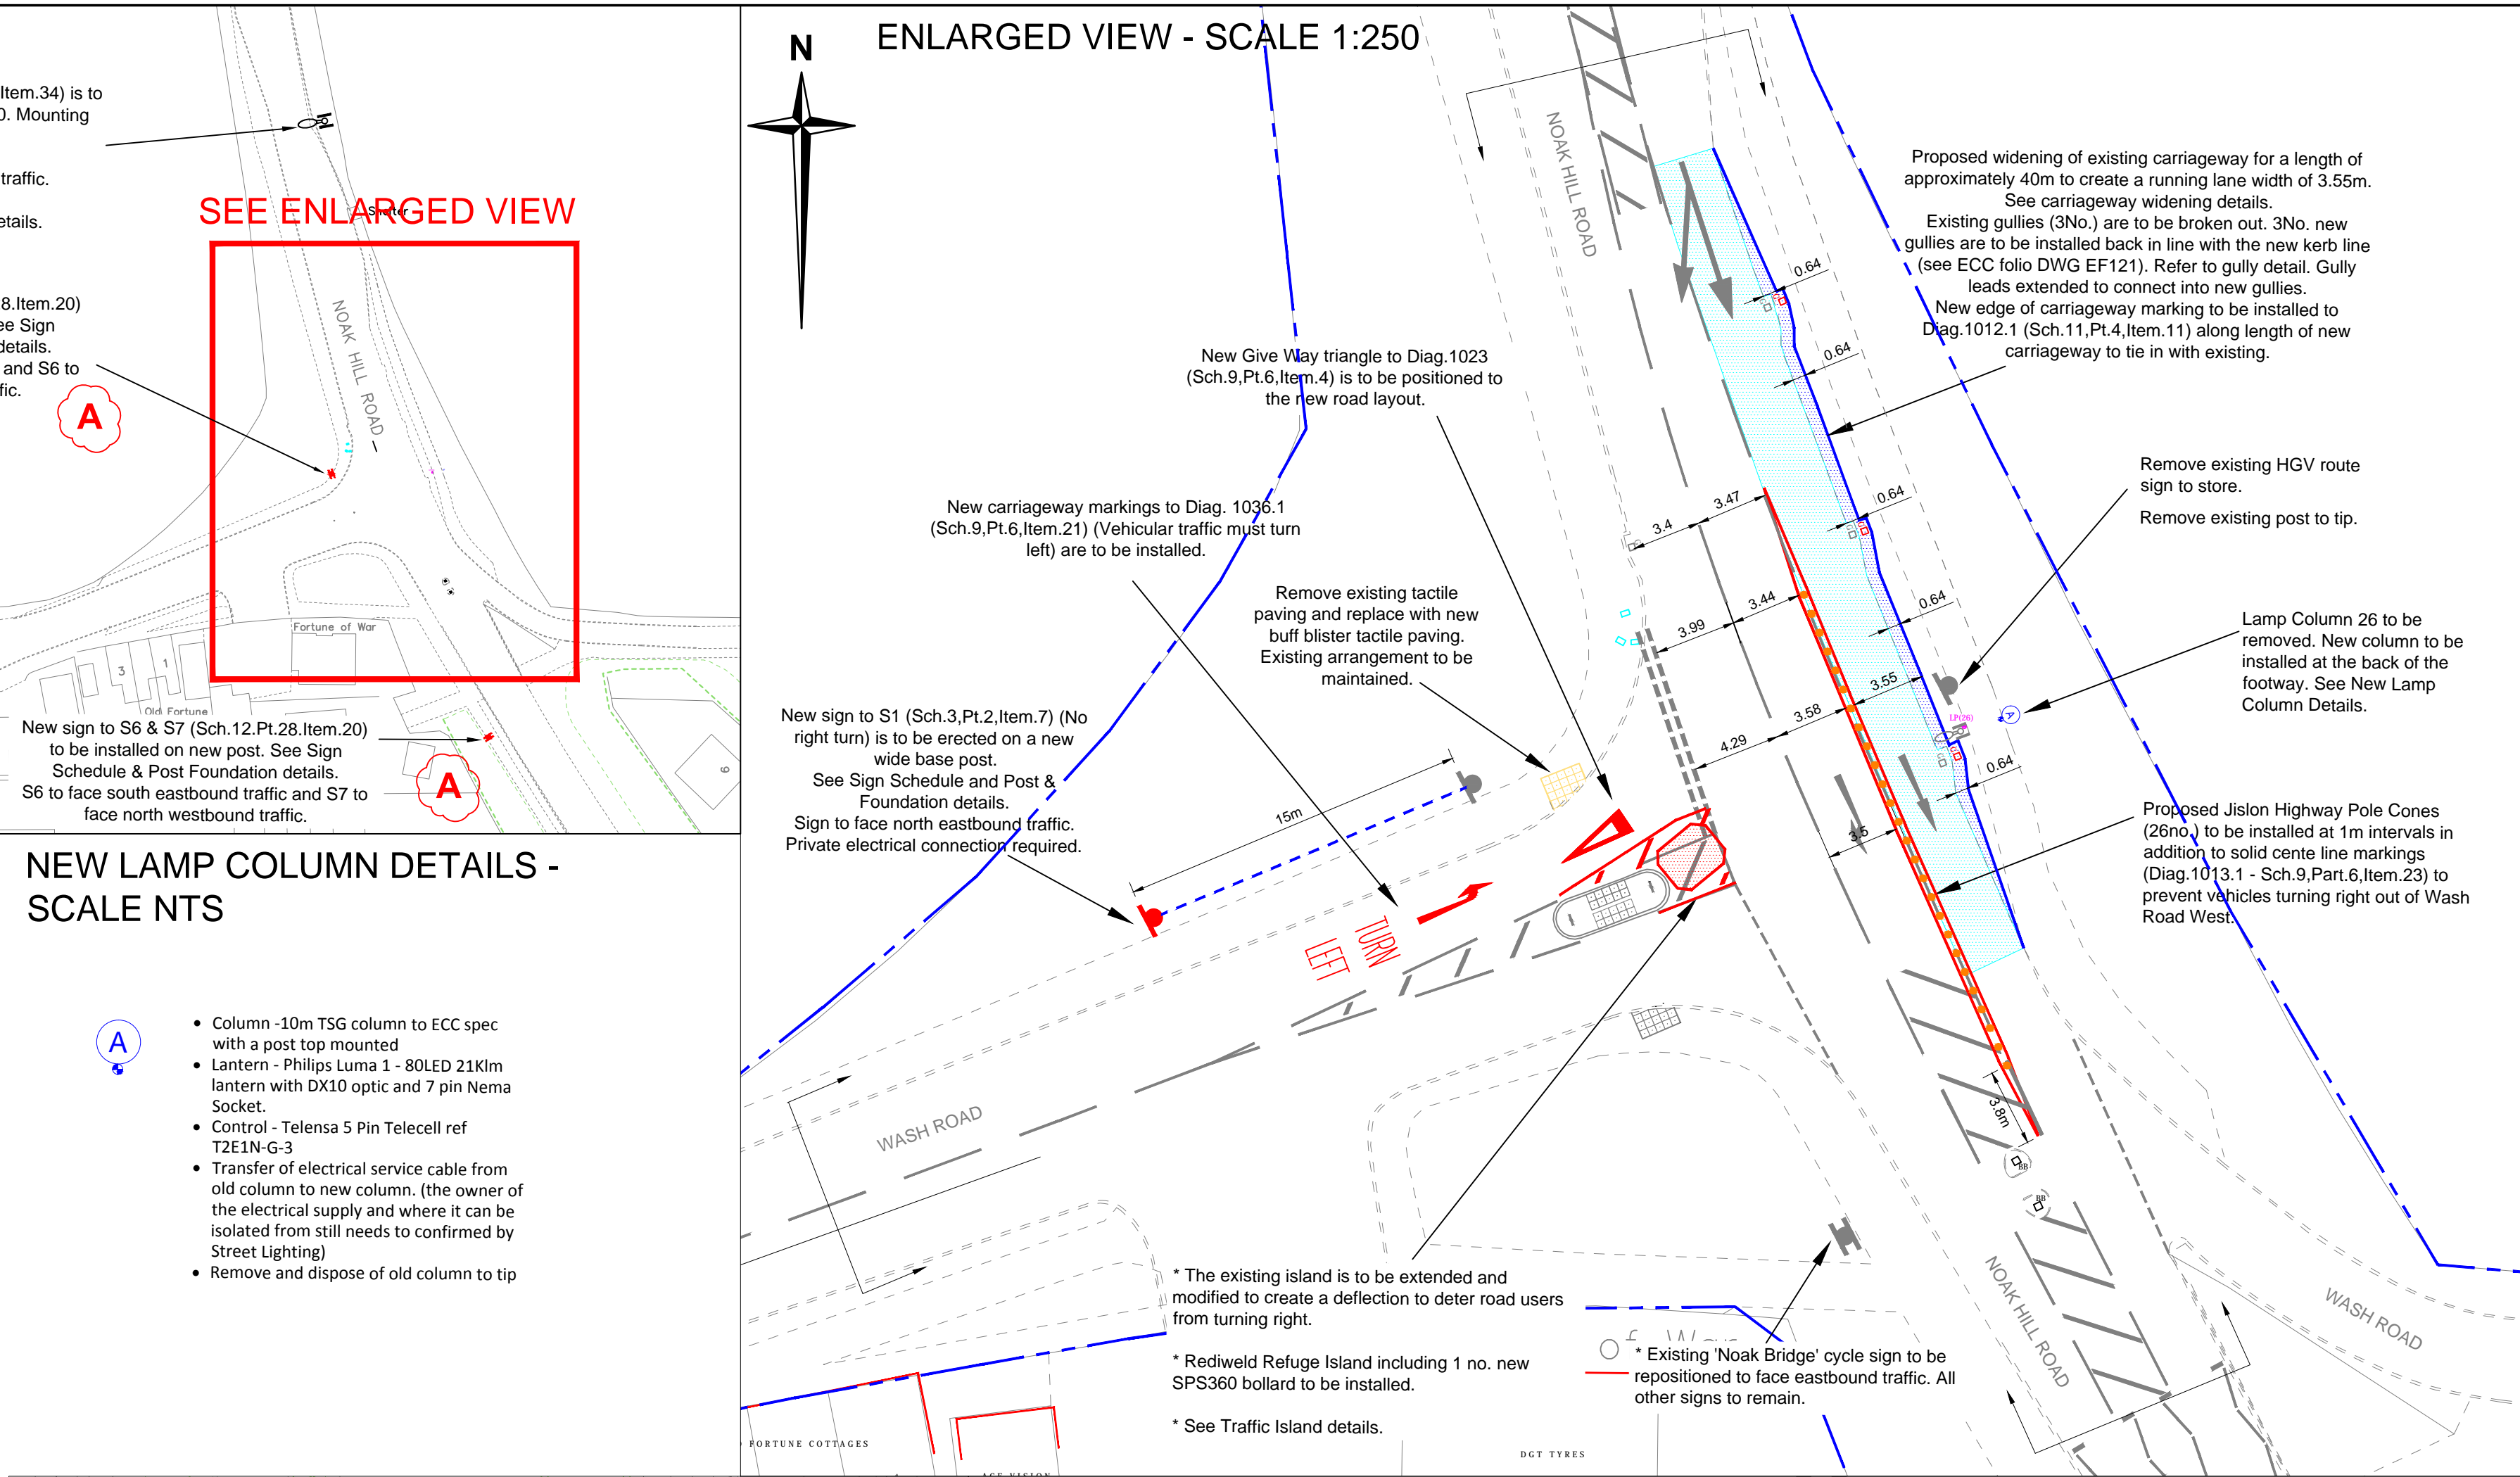 Item.34) is to
0. Mounting
traffic.
etails.
SEE ENLARGED VIEW
Shelter
8.Item.20)
ee Sign
details.
and S6 to
fic.
A
NOAK HILL ROAD
Fortune of War
3
1
Old Fortune
6
New sign to S6 & S7 (Sch.12.Pt.28.Item.20)
to be installed on new post. See Sign
Schedule & Post Foundation details.
S6 to face south eastbound traffic and S7 to
face north westbound traffic.
A
NEW LAMP COLUMN DETAILS -
SCALE NTS
A
• Column -10m TSG column to ECC spec
with a post top mounted
• Lantern - Philips Luma 1 - 80LED 21Klm
lantern with DX10 optic and 7 pin Nema
Socket.
• Control - Telensa 5 Pin Telecell ref
T2E1N-G-3
• Transfer of electrical service cable from
old column to new column. (the owner of
the electrical supply and where it can be
isolated from still needs to confirmed by
Street Lighting)
• Remove and dispose of old column to tip
N
ENLARGED VIEW - SCALE 1:250
NOAK HILL ROAD
Proposed widening of existing carriageway for a length of
approximately 40m to create a running lane width of 3.55m.
See carriageway widening details.
Existing gullies (3No.) are to be broken out. 3No. new
gullies are to be installed back in line with the new kerb line
(see ECC folio DWG EF121). Refer to gully detail. Gully
leads extended to connect into new gullies.
New edge of carriageway marking to be installed to
Diag.1012.1 (Sch.11,Pt.4,Item.11) along length of new
carriageway to tie in with existing.
0.64
0.64
New Give Way triangle to Diag.1023
(Sch.9,Pt.6,Item.4) is to be positioned to
the new road layout.
Remove existing HGV route
sign to store.
Remove existing post to tip.
New carriageway markings to Diag. 1036.1
(Sch.9,Pt.6,Item.21) (Vehicular traffic must turn
left) are to be installed.
3.4
3.47
0.64
Remove existing tactile
paving and replace with new
buff blister tactile paving.
Existing arrangement to be
maintained.
3.99
3.44
0.64
Lamp Column 26 to be
removed. New column to be
installed at the back of the
footway. See New Lamp
Column Details.
4.29
3.58
3.55
LP(26)
A
0.64
New sign to S1 (Sch.3,Pt.2,Item.7) (No
right turn) is to be erected on a new
wide base post.
See Sign Schedule and Post &
Foundation details.
Sign to face north eastbound traffic.
Private electrical connection required.
15m
3.5
Proposed Jislon Highway Pole Cones
(26no.) to be installed at 1m intervals in
addition to solid cente line markings
(Diag.1013.1 - Sch.9,Part.6,Item.23) to
prevent vehicles turning right out of Wash
Road West.
TURN
LEFT
WASH ROAD
3.8m
BB
BB
* The existing island is to be extended and
modified to create a deflection to deter road users
from turning right.
* Rediweld Refuge Island including 1 no. new
SPS360 bollard to be installed.
* See Traffic Island details.
* Existing 'Noak Bridge' cycle sign to be
repositioned to face eastbound traffic. All
other signs to remain.
NOAK HILL ROAD
WASH ROAD
FORTUNE COTTAGES
DGT TYRES